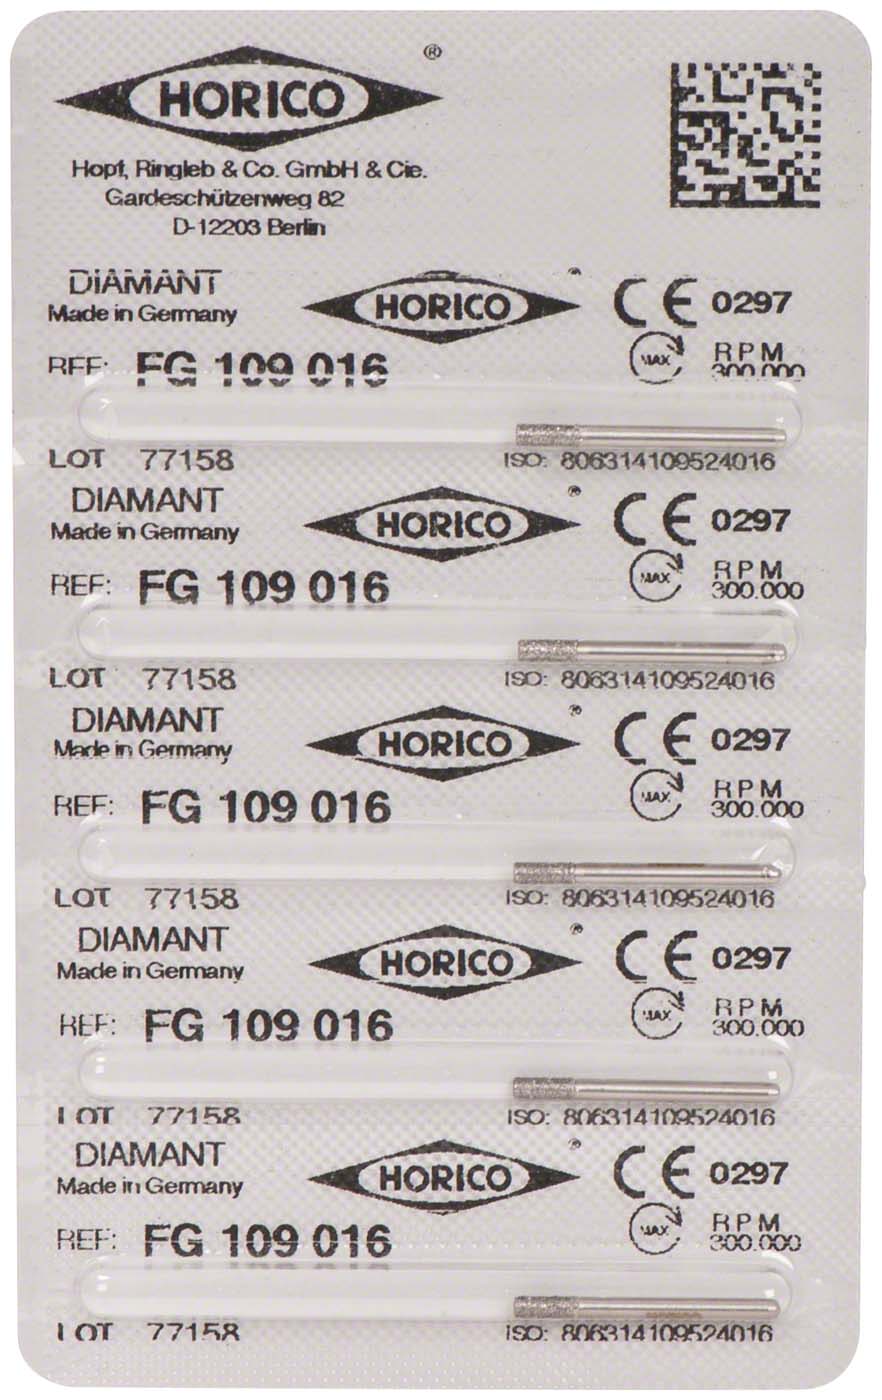 HORICO ®
Hopf, Ringleb & Co. GmbH & Cie.
Gardeschützenweg 82
D-12203 Berlin
DIAMANT HORICO ® CE 0297
Made in Germany
REF: FG 109 016 MAX RPM 300.000
LOT 77158 ISO: 806314109524016
DIAMANT HORICO ® CE 0297
Made in Germany
REF: FG 109 016 MAX RPM 300.000
LOT 77158 ISO: 806314109524016
DIAMANT HORICO ® CE 0297
Made in Germany
REF: FG 109 016 MAX RPM 300.000
LOT 77158 ISO: 806314109524016
DIAMANT HORICO ® CE 0297
Made in Germany
REF: FG 109 016 MAX RPM 300.000
LOT 77158 ISO: 806314109524016
DIAMANT HORICO ® CE 0297
Made in Germany
REF: FG 109 016 MAX RPM 300.000
LOT 77158 ISO: 806314109524016